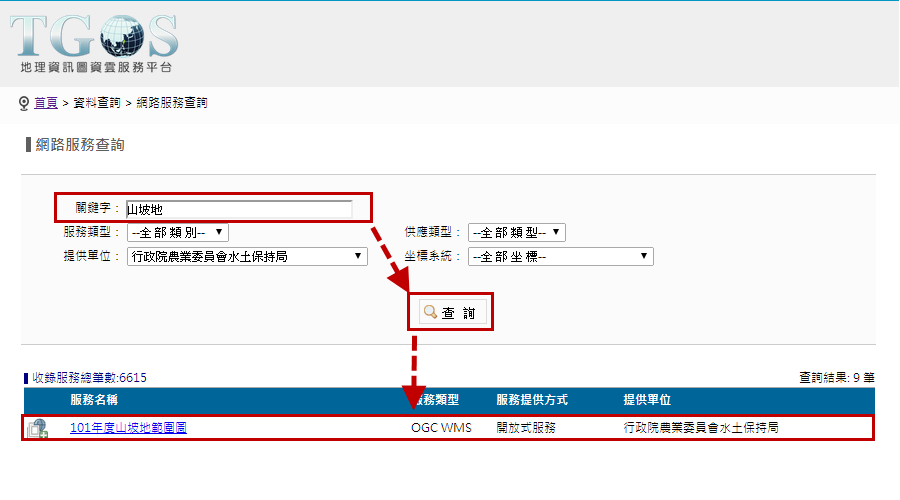 TGOS
地理資訊圖資雲服務平台
首頁 > 資料查詢 > 網路服務查詢
網路服務查詢
關鍵字： 山坡地
服務類型： --全部類別-- 供應類型： --全部類型--
提供單位： 行政院農業委員會水土保持局 坐標系統： --全部坐標--
查 詢
收錄服務總筆數:6615 查詢結果: 9 筆
服務名稱 服務類型 服務提供方式 提供單位
101年度山坡地範圍圖 OGC WMS 開放式服務 行政院農業委員會水土保持局